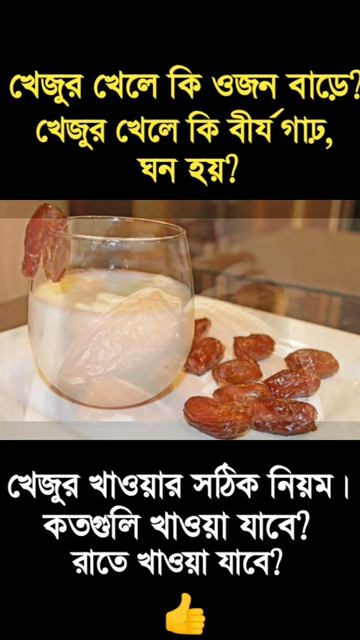 খেজুর খেলে কি ওজন বাড়ে?
খেজুর খেলে কি বীর্য গাঢ়,
ঘন হয়?
খেজুর খাওয়ার সঠিক নিয়ম।
কতগুলি খাওয়া যাবে?
রাতে খাওয়া যাবে?